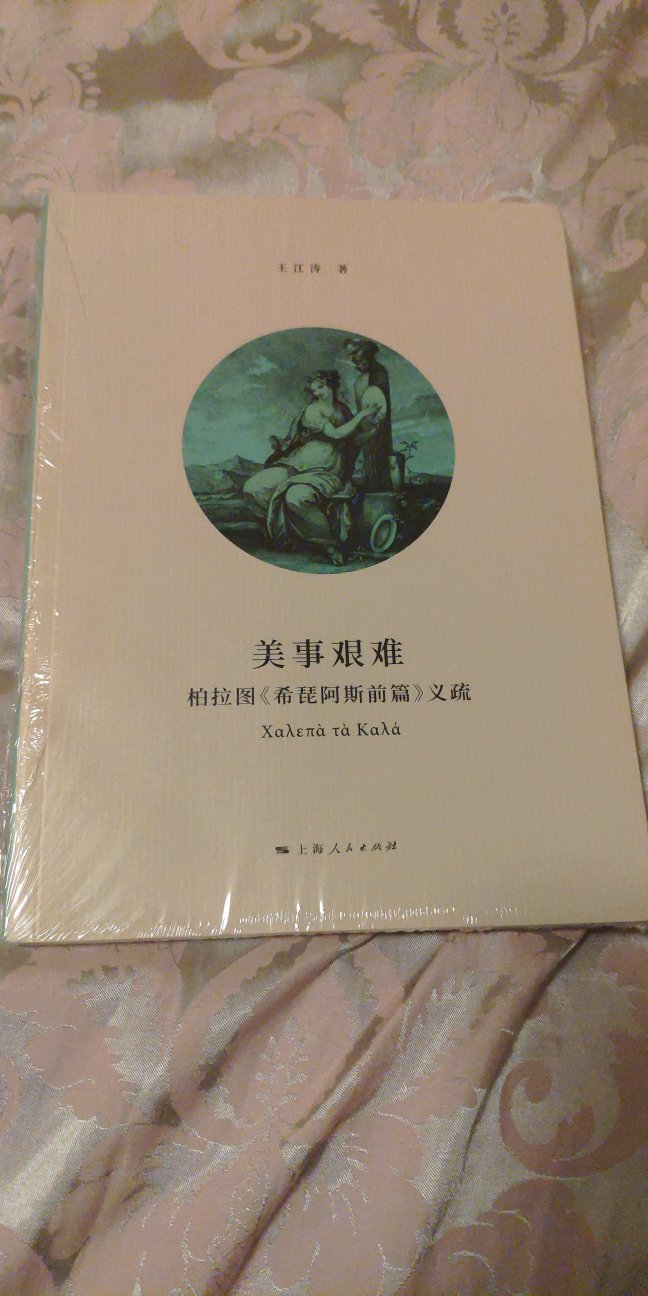 王江涛 著
美事艰难
柏拉图《希琵阿斯前篇》义疏
Χαλεπὰ τὰ Καλά
上海人民出版社